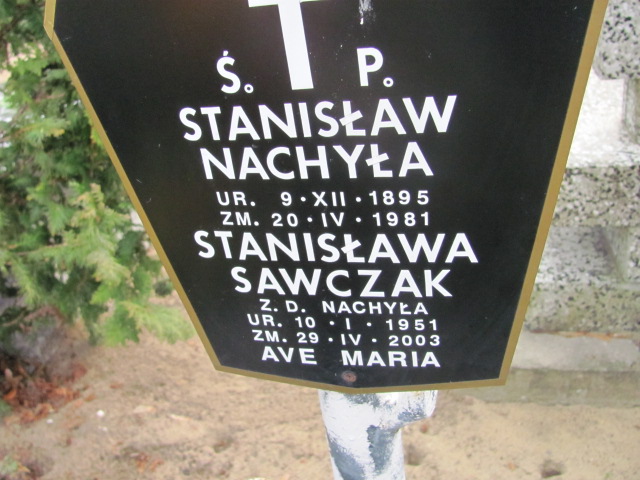 Ś. P.
STANISŁAW
NACHYŁA
UR. 9·XII·1895
ZM. 20·IV·1981
STANISŁAWA
SAWCZAK
Z. D. NACHYŁA
UR. 10·I·1951
ZM. 29·IV·2003
AVE MARIA